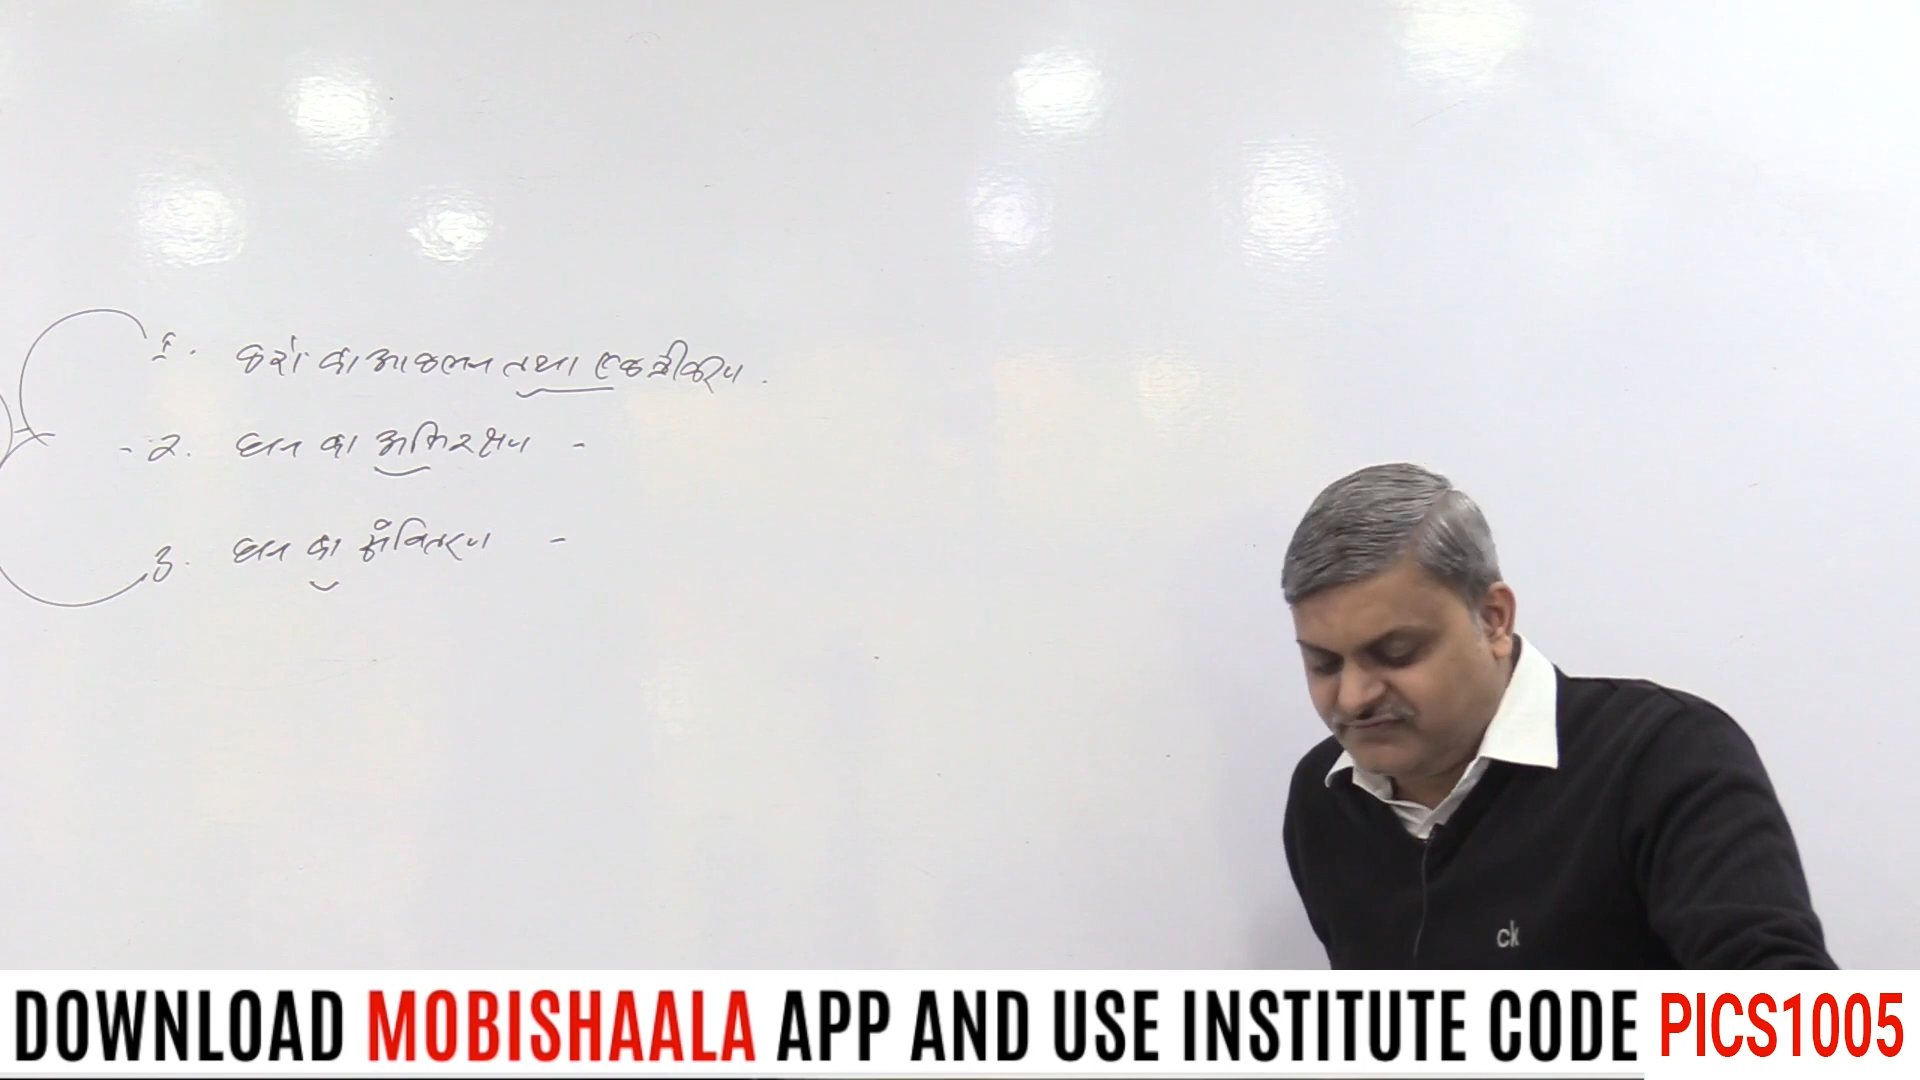 १. करों का आकलन तथा एकत्रीकरण.
- २. धन का अभिरक्षण -
३. धन का संवितरण -
ck
DOWNLOAD MOBISHAALA APP AND USE INSTITUTE CODE PICS1005